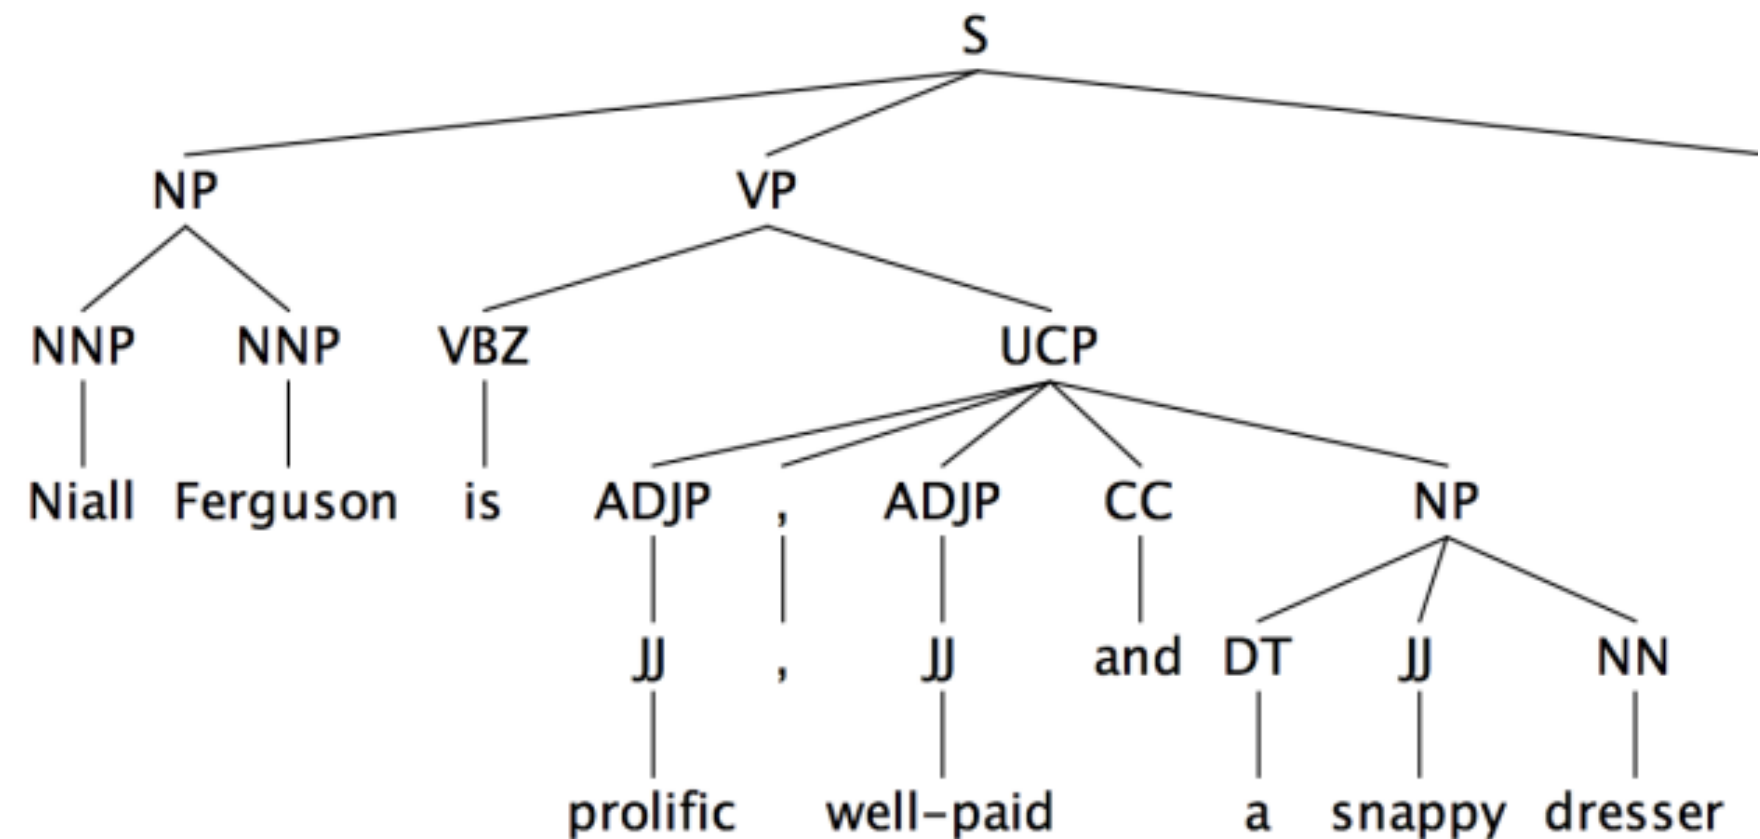 S
NP VP
NNP NNP VBZ UCP
Niall Ferguson is ADJP , ADJP CC NP
JJ , JJ and DT JJ NN
prolific well-paid a snappy dresser